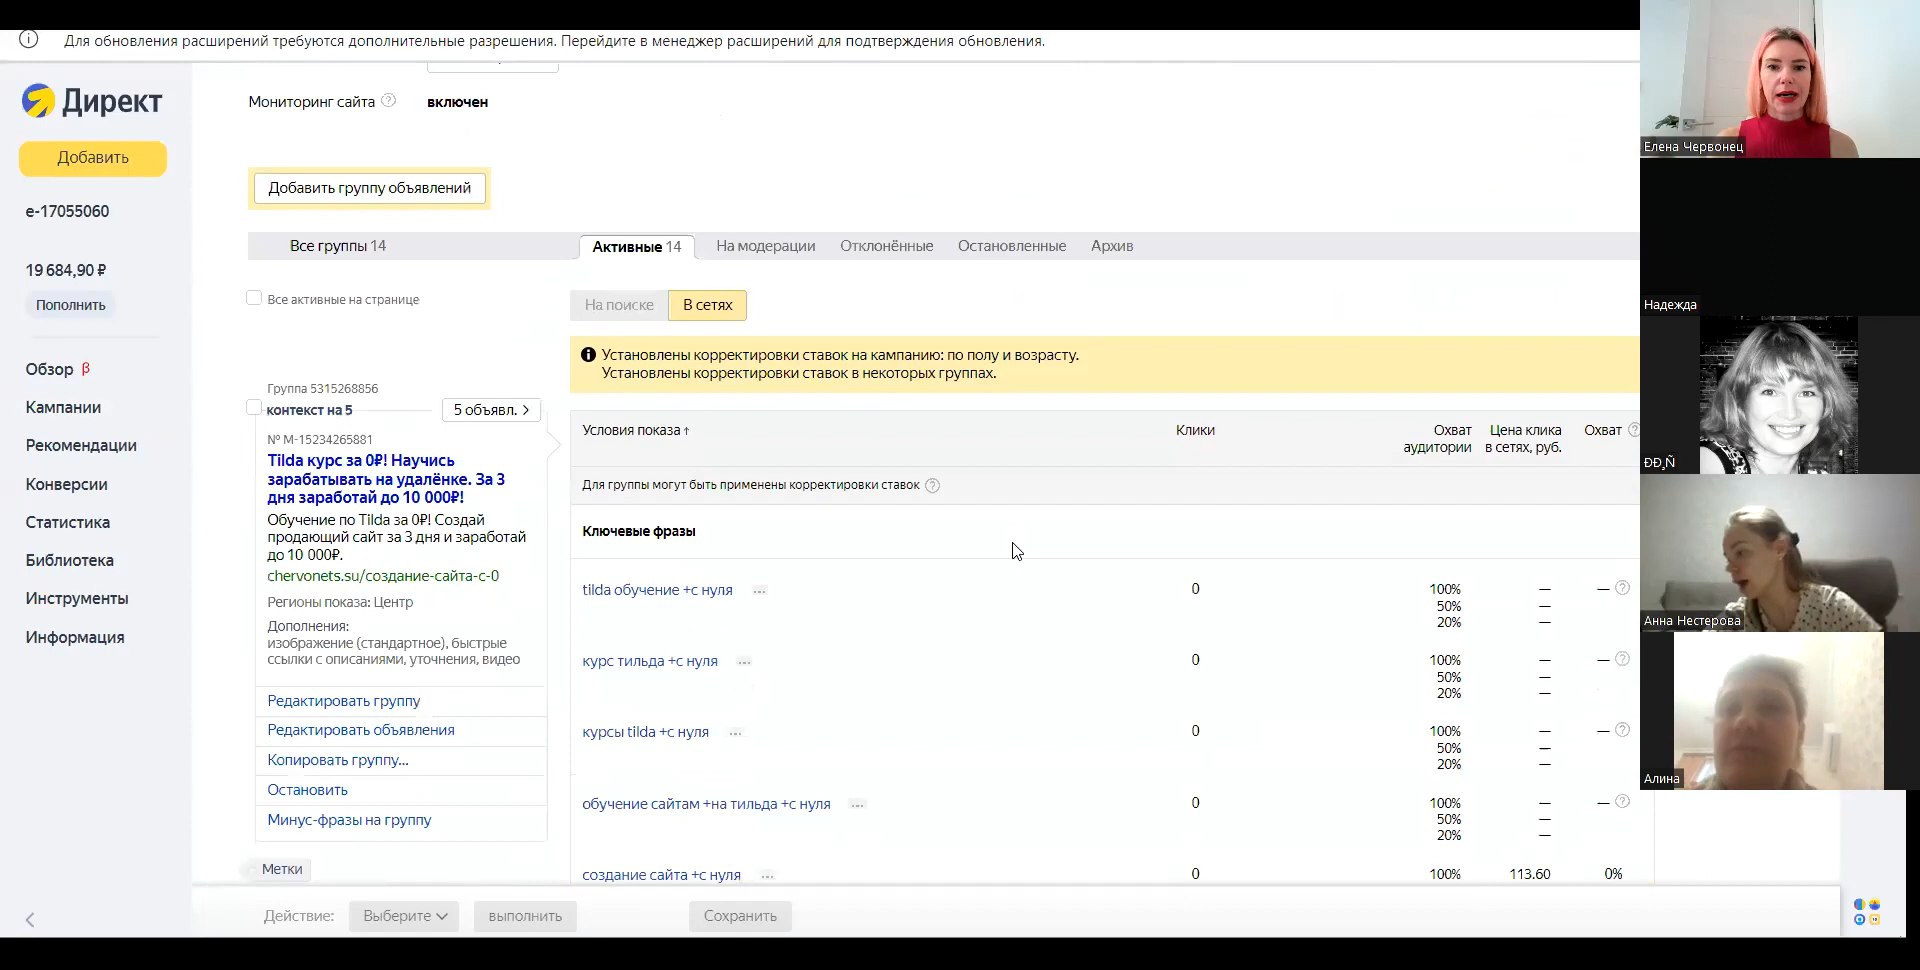 Для обновления расширений требуются дополнительные разрешения. Перейдите в менеджер расширений для подтверждения обновления.
Директ
Добавить
e-17055060
19 684,90 ₽
Пополнить
Обзор β
Кампании
Рекомендации
Конверсии
Статистика
Библиотека
Инструменты
Информация
Мониторинг сайта ? включен
Добавить группу объявлений
Все группы 14
Активные 14
На модерации
Отклонённые
Остановленные
Архив
Все активные на странице
На поиске
В сетях
Установлены корректировки ставок на кампанию: по полу и возрасту.
Установлены корректировки ставок в некоторых группах.
Группа 5315268856
контекст на 5
5 объявл. >
№ M-15234265881
Tilda курс за 0₽! Научись
зарабатывать на удалёнке. За 3
дня заработай до 10 000₽!
Обучение по Tilda за 0₽! Создай
продающий сайт за 3 дня и заработай
до 10 000₽.
chervonets.su/создание-сайта-с-0
Регионы показа: Центр
Дополнения:
изображение (стандартное), быстрые
ссылки с описаниями, уточнения, видео
Редактировать группу
Редактировать объявления
Копировать группу...
Остановить
Минус-фразы на группу
Метки
Условия показа ↑
Клики
Охват
аудитории
Цена клика
в сетях, руб.
Охват ?
Для группы могут быть применены корректировки ставок ?
Ключевые фразы
tilda обучение +с нуля ... 0 100% — — ?
50% —
20% —
курс тильда +с нуля ... 0 100% — — ?
50% —
20% —
курсы tilda +с нуля ... 0 100% — — ?
50% —
20% —
обучение сайтам +на тильда +с нуля ... 0 100% — — ?
50% —
20% —
создание сайта +с нуля ... 0 100% 113.60 0%
Действие:
Выберите
выполнить
Сохранить
Елена Червонец
Надежда
ÐÐ¸Ñ
Анна Нестерова
Алина